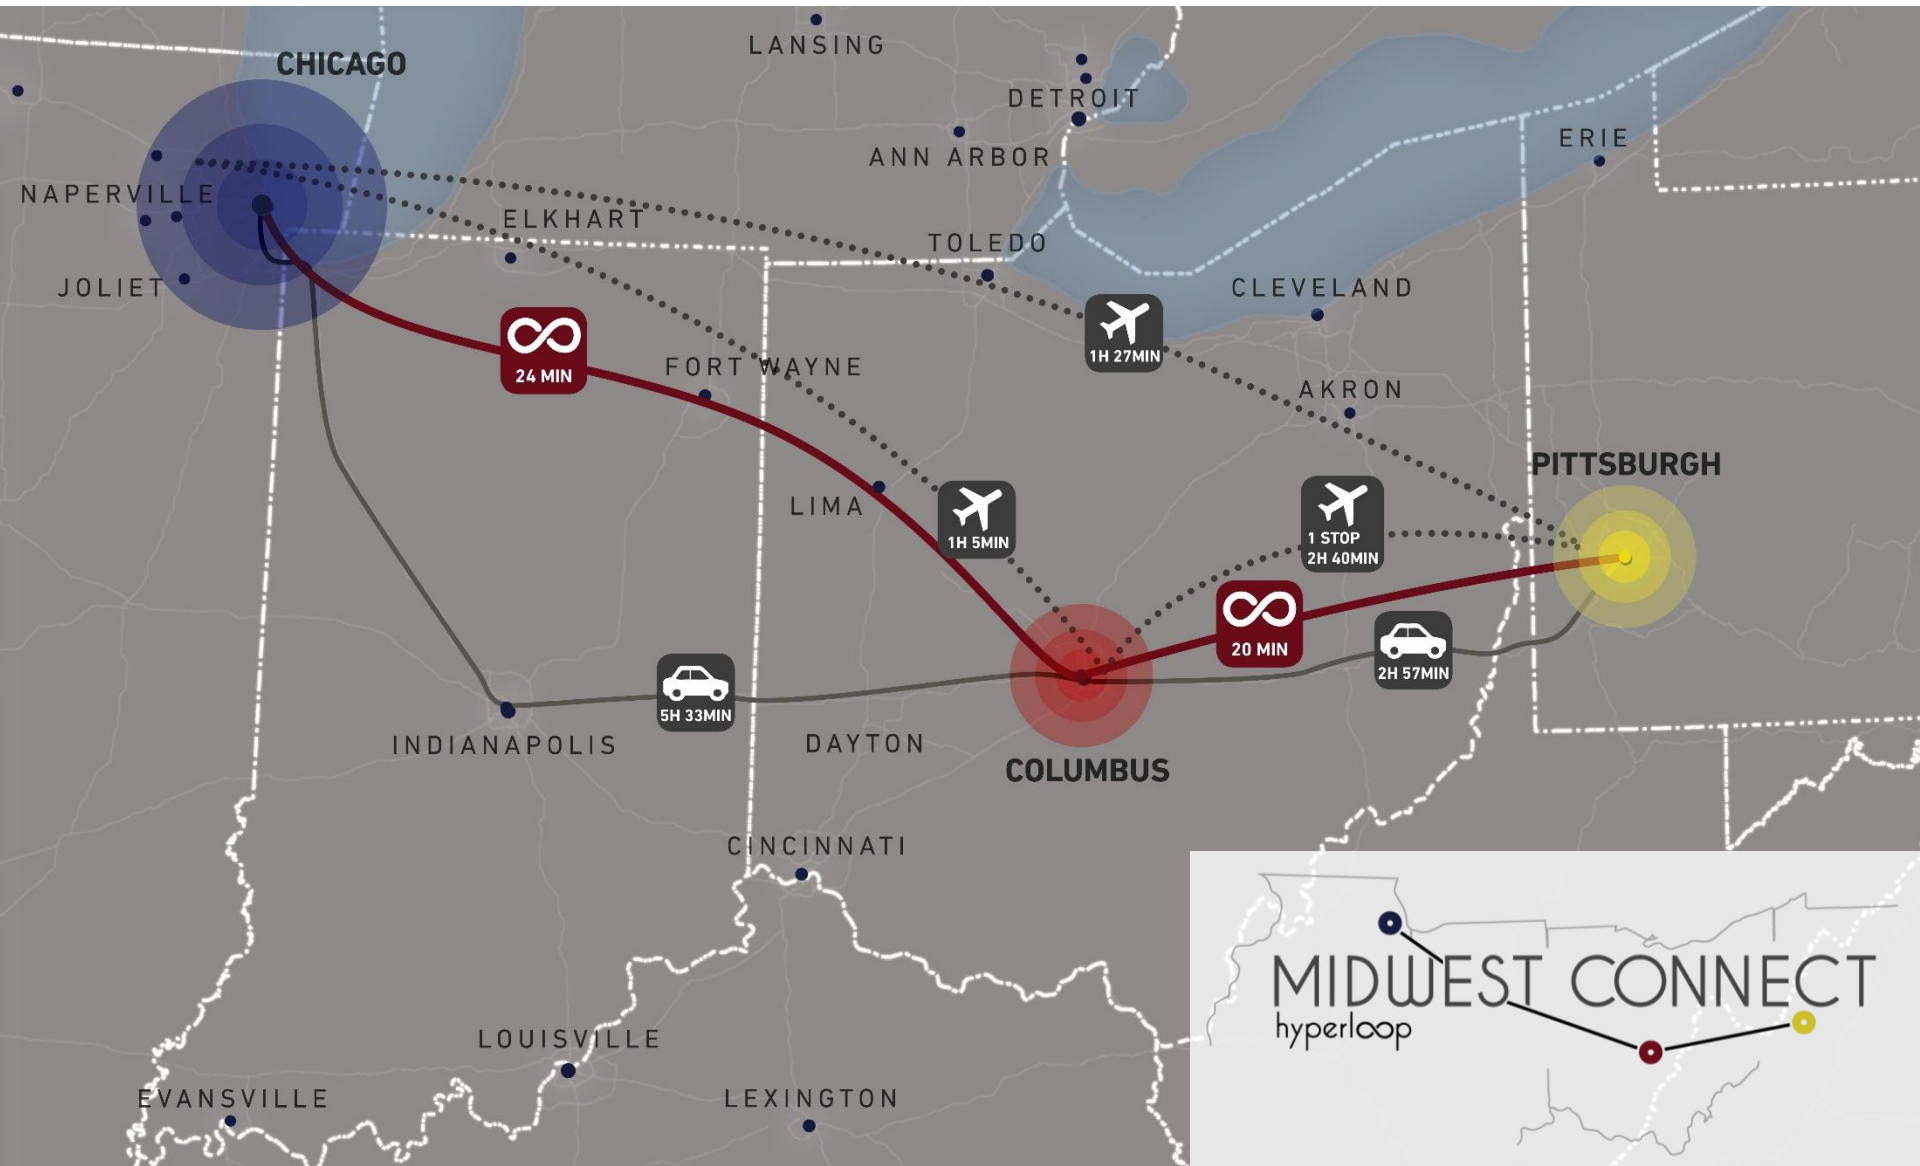 LANSING
CHICAGO
DETROIT
ERIE
ANN ARBOR
NAPERVILLE
ELKHART
TOLEDO
JOLIET
CLEVELAND
1H 27MIN
24 MIN
FORT WAYNE
AKRON
PITTSBURGH
LIMA
1H 5MIN
1 STOP
2H 40MIN
20 MIN
2H 57MIN
5H 33MIN
INDIANAPOLIS
DAYTON
COLUMBUS
CINCINNATI
MIDWEST CONNECT
hyperloop
LOUISVILLE
EVANSVILLE
LEXINGTON